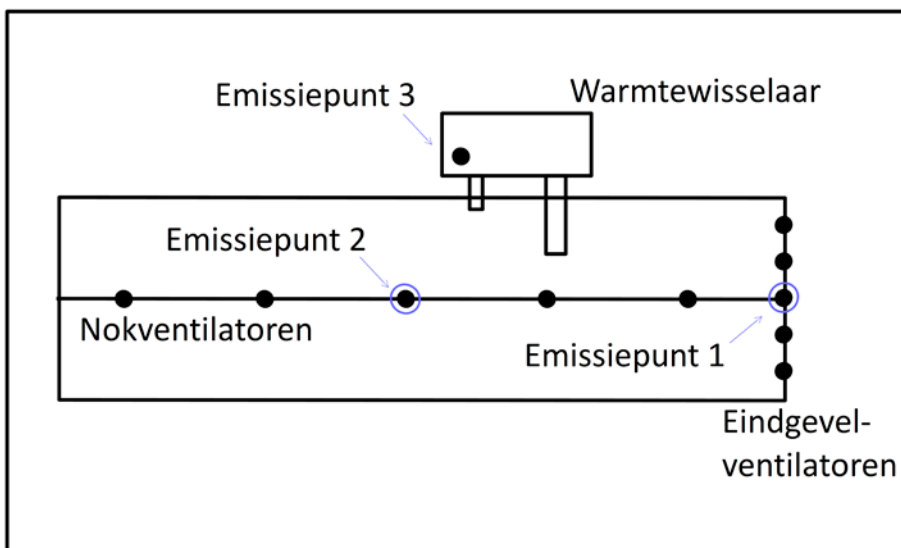 Emissiepunt 3
Warmtewisselaar
Emissiepunt 2
Nokventilatoren
Emissiepunt 1
Eindgevel-
ventilatoren